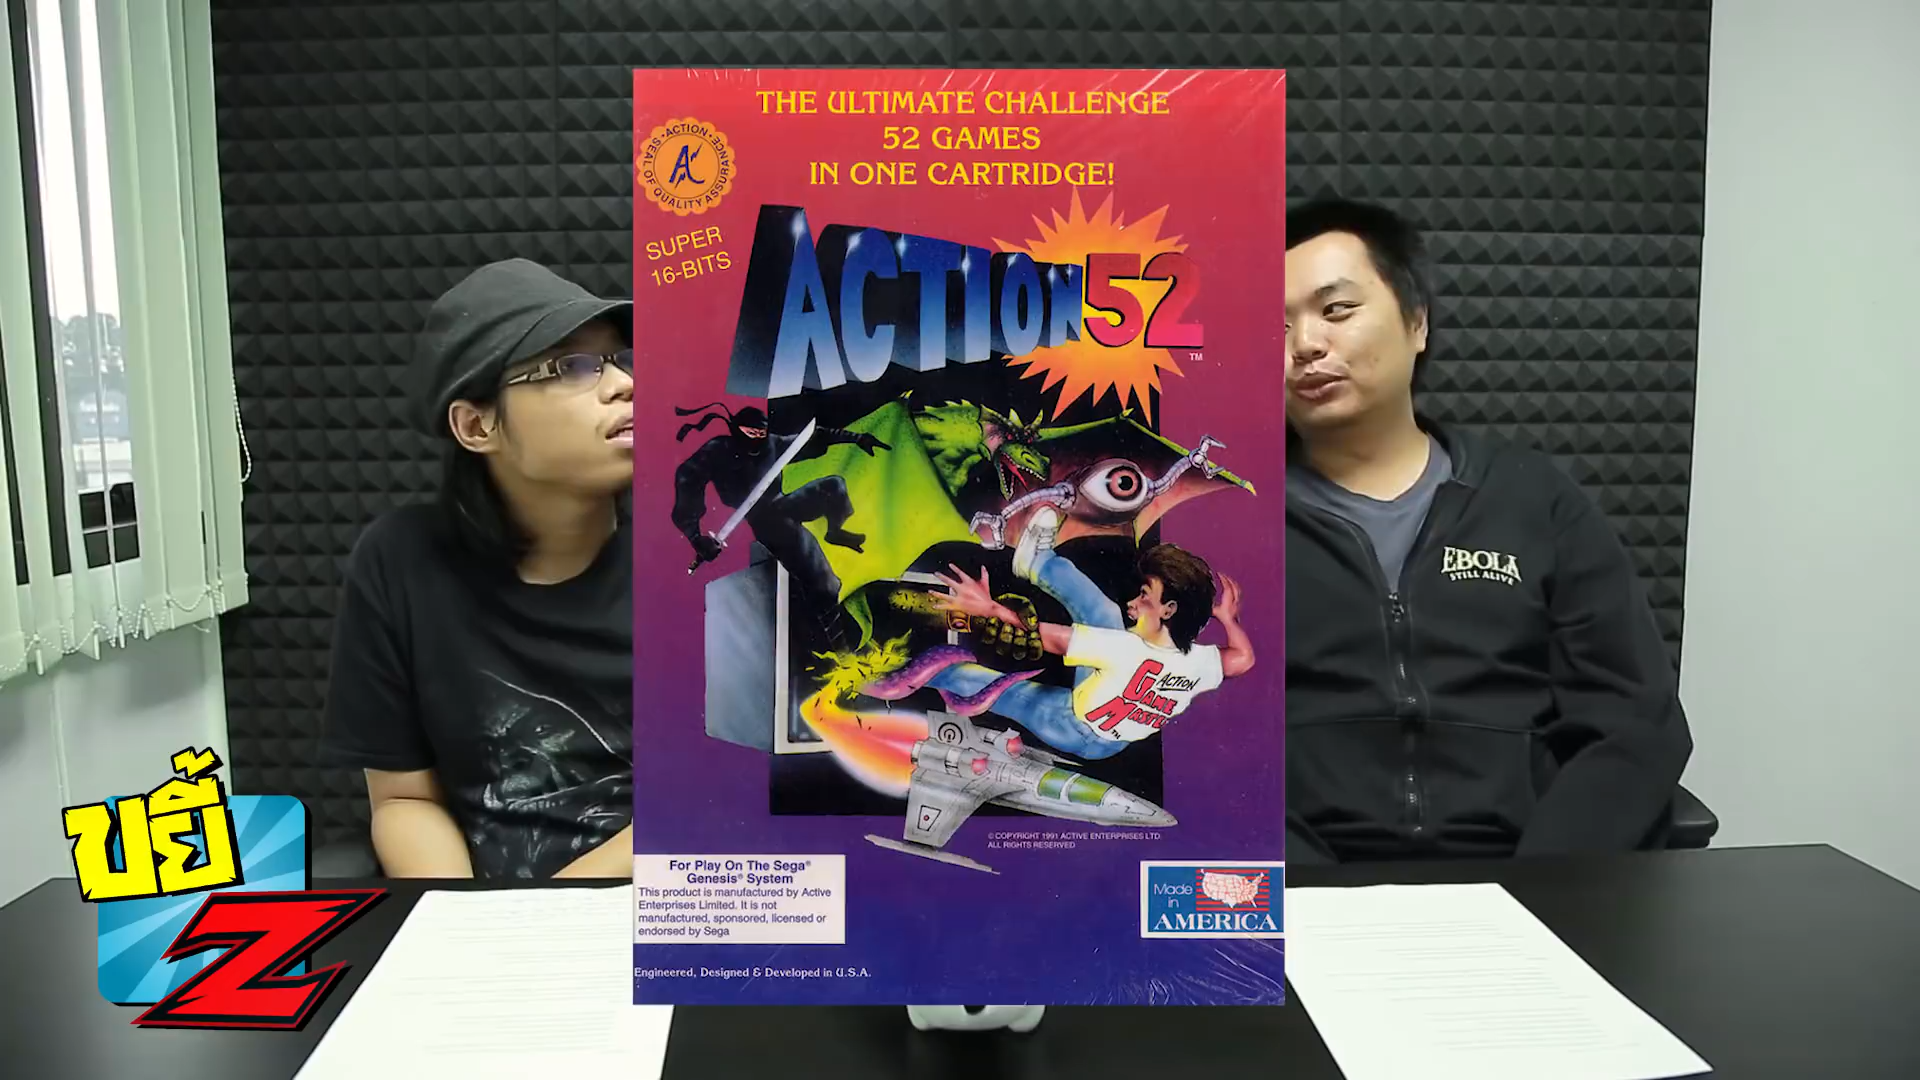 THE ULTIMATE CHALLENGE
52 GAMES
IN ONE CARTRIDGE!
ACTION
SEAL OF QUALITY ASSURANCE
A
SUPER
16-BITS
ACTION 52
TM
EBOLA
STILL ALIVE
ACTION
GAME
MASTER
TM
© COPYRIGHT 1991 ACTIVE ENTERPRISES LTD.
ALL RIGHTS RESERVED
For Play On The Sega®
Genesis® System
This product is manufactured by Active
Enterprises Limited. It is not
manufactured, sponsored, licensed or
endorsed by Sega
Made
in
AMERICA
Engineered, Designed & Developed in U.S.A.
ขยี้
Z